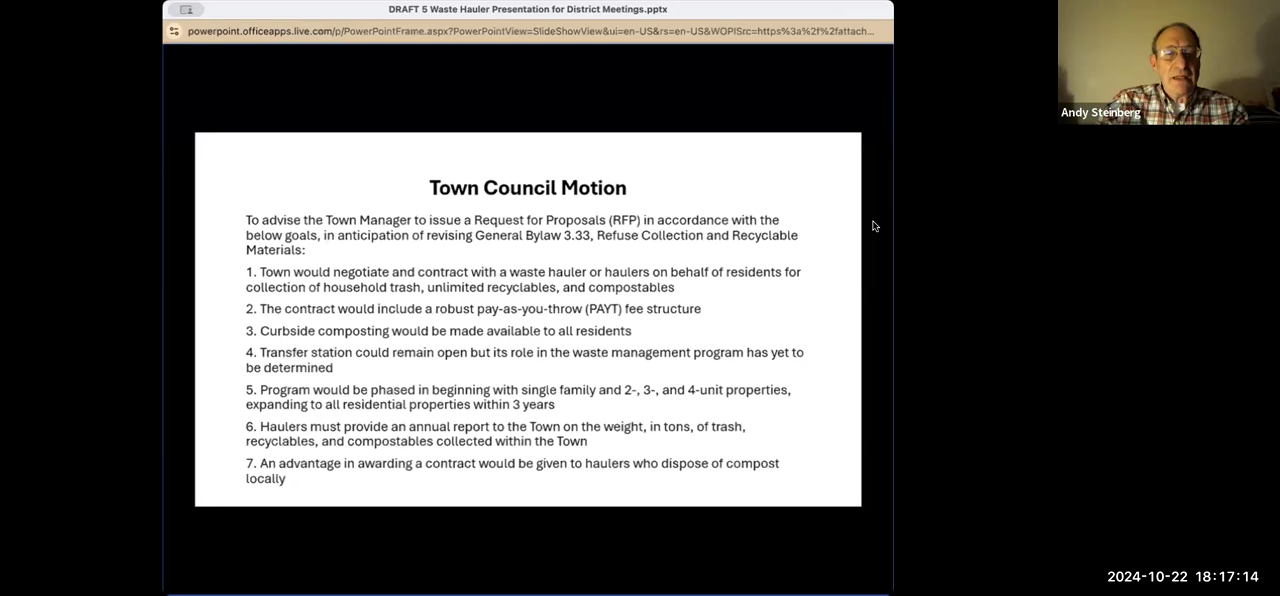 DRAFT 5 Waste Hauler Presentation for District Meetings.pptx
powerpoint.officeapps.live.com/p/PowerPointFrame.aspx?PowerPointView=SlideShowView&ui=en-US&rs=en-US&WOPISrc=https%3a%2f%2fattach...
Andy Steinberg
Town Council Motion
To advise the Town Manager to issue a Request for Proposals (RFP) in accordance with the
below goals, in anticipation of revising General Bylaw 3.33, Refuse Collection and Recyclable
Materials:
1. Town would negotiate and contract with a waste hauler or haulers on behalf of residents for
collection of household trash, unlimited recyclables, and compostables
2. The contract would include a robust pay-as-you-throw (PAYT) fee structure
3. Curbside composting would be made available to all residents
4. Transfer station could remain open but its role in the waste management program has yet to
be determined
5. Program would be phased in beginning with single family and 2-, 3-, and 4-unit properties,
expanding to all residential properties within 3 years
6. Haulers must provide an annual report to the Town on the weight, in tons, of trash,
recyclables, and compostables collected within the Town
7. An advantage in awarding a contract would be given to haulers who dispose of compost
locally
2024-10-22 18:17:14